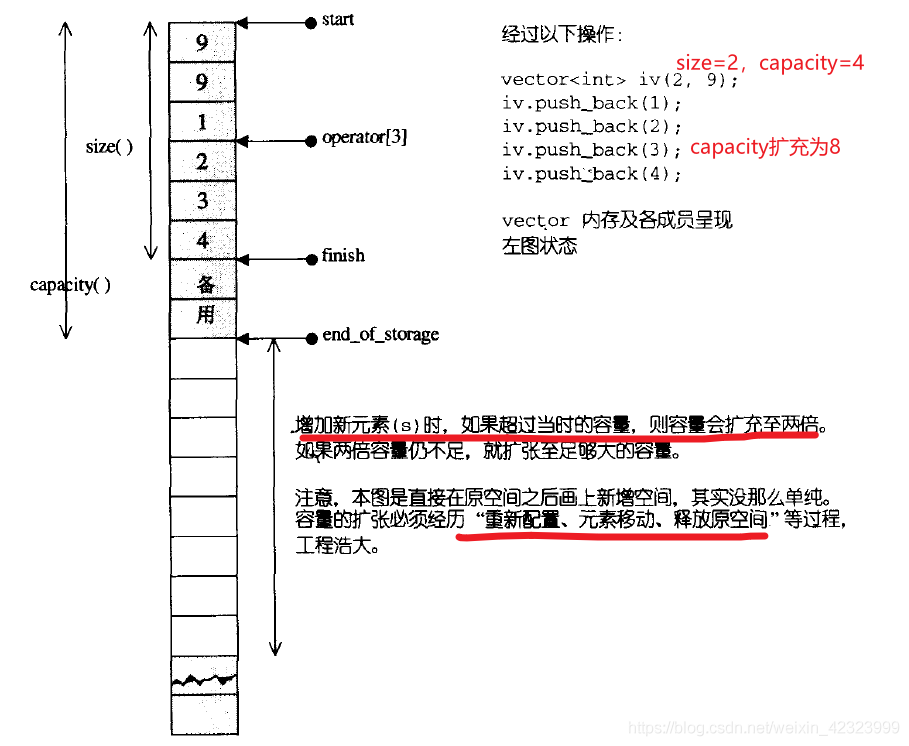 start
经过以下操作:
size=2，capacity=4
vector<int> iv(2, 9);
iv.push_back(1);
iv.push_back(2);
iv.push_back(3); capacity扩充为8
iv.push_back(4);
vector 内存及各成员呈现
左图状态
9
9
1
operator[3]
size( )
2
3
4
finish
capacity( )
备
用
end_of_storage
增加新元素(s)时，如果超过当时的容量，则容量会扩充至两倍。
如果两倍容量仍不足，就扩张至足够大的容量。
注意，本图是直接在原空间之后画上新增空间，其实没那么单纯。
容量的扩张必须经历“重新配置、元素移动、释放原空间”等过程，
工程浩大。
https://blog.csdn.net/weixin_42323999